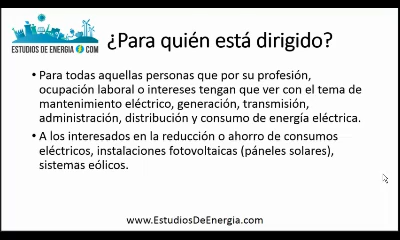 ESTUDIOS DE ENERGIA COM
¿Para quién está dirigido?
• Para todas aquellas personas que por su profesión,
ocupación laboral o intereses tengan que ver con el tema de
mantenimiento eléctrico, generación, transmisión,
administración, distribución y consumo de energía eléctrica.
• A los interesados en la reducción o ahorro de consumos
eléctricos, instalaciones fotovoltaicas (páneles solares),
sistemas eólicos.
www.EstudiosDeEnergia.com